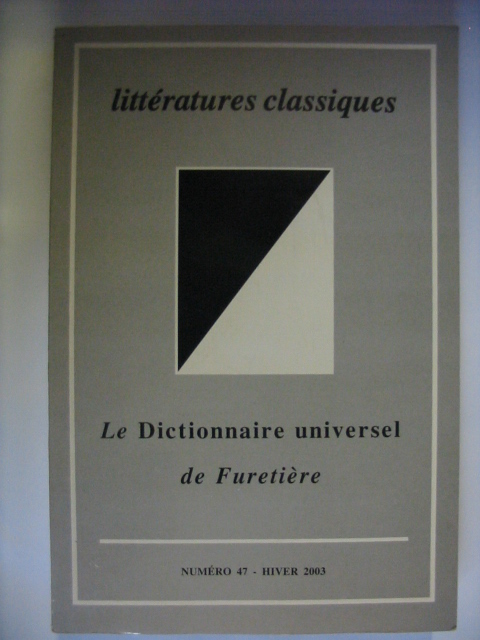 littératures classiques
Le Dictionnaire universel
de Furetière
NUMÉRO 47 - HIVER 2003